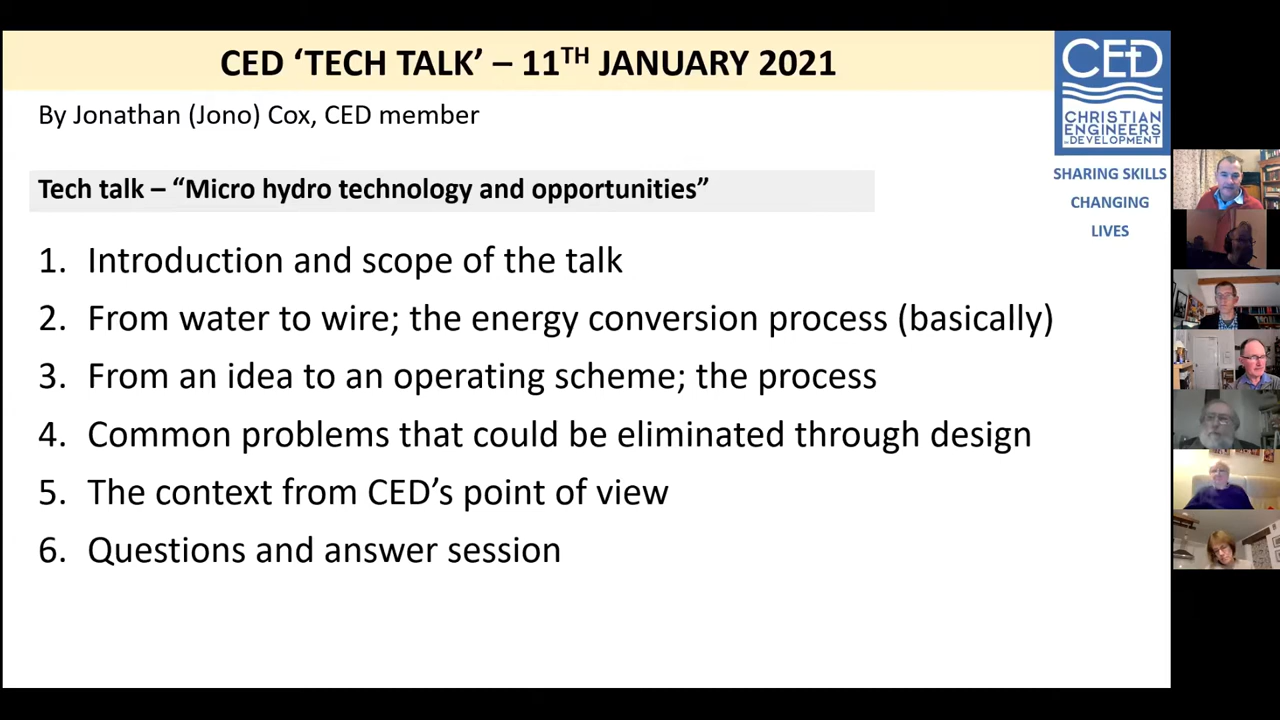 CED ‘TECH TALK’ – 11TH JANUARY 2021
By Jonathan (Jono) Cox, CED member
CED
CHRISTIAN
ENGINEERS
IN DEVELOPMENT
SHARING SKILLS
CHANGING
LIVES
Tech talk – “Micro hydro technology and opportunities”
1. Introduction and scope of the talk
2. From water to wire; the energy conversion process (basically)
3. From an idea to an operating scheme; the process
4. Common problems that could be eliminated through design
5. The context from CED’s point of view
6. Questions and answer session